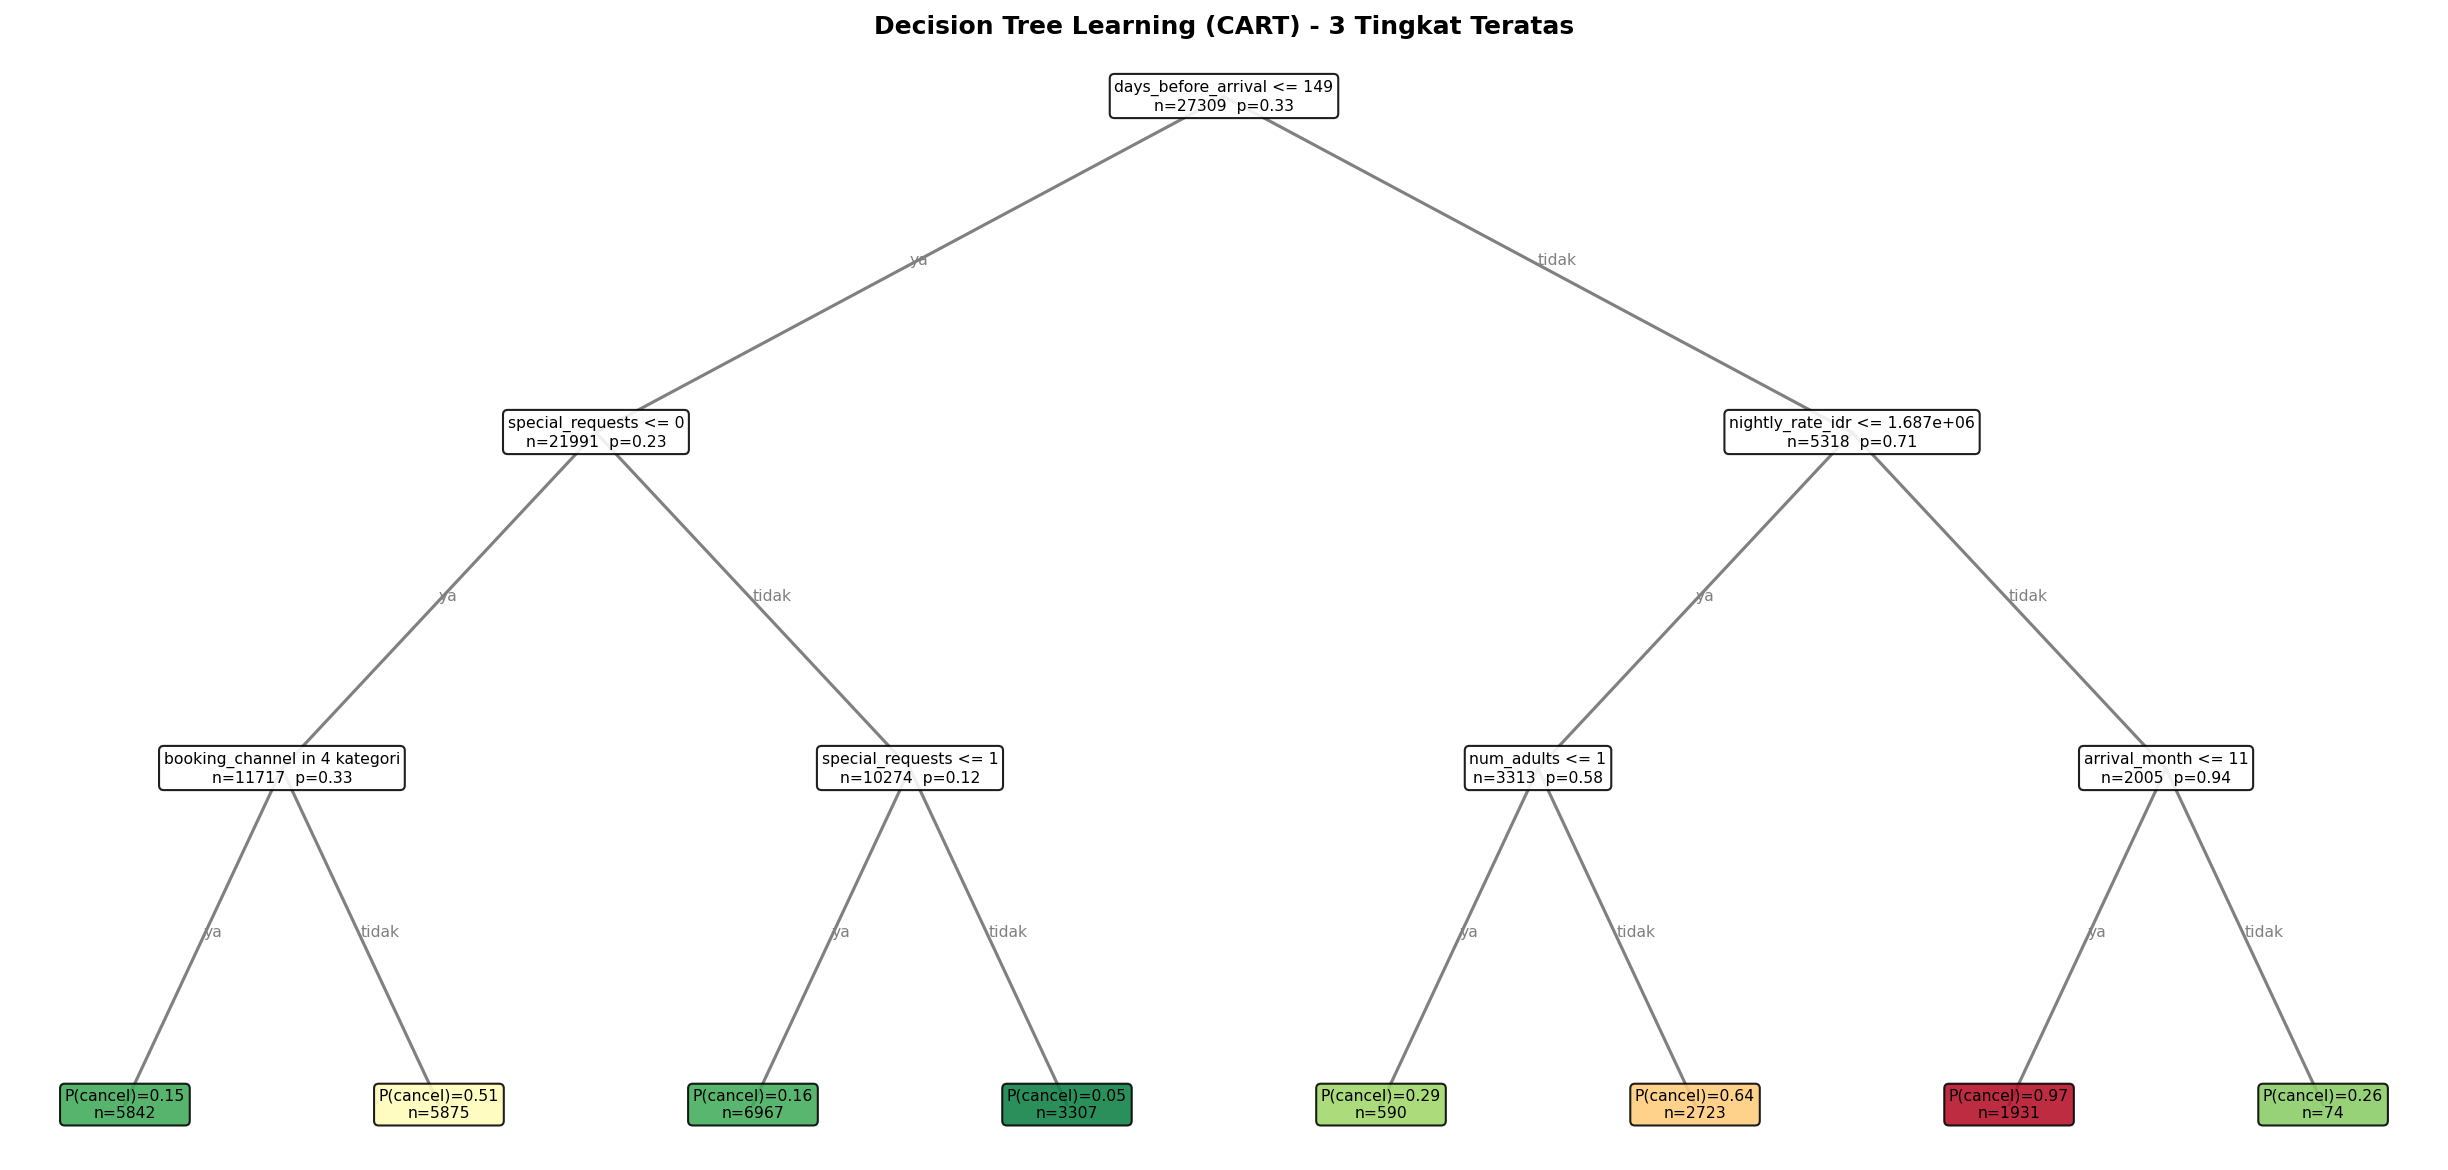 Decision Tree Learning (CART) - 3 Tingkat Teratas
days_before_arrival <= 149
n=27309  p=0.33
ya
tidak
special_requests <= 0
n=21991  p=0.23
nightly_rate_idr <= 1.687e+06
n=5318  p=0.71
ya
tidak
ya
tidak
booking_channel in 4 kategori
n=11717  p=0.33
special_requests <= 1
n=10274  p=0.12
num_adults <= 1
n=3313  p=0.58
arrival_month <= 11
n=2005  p=0.94
ya
tidak
ya
tidak
ya
tidak
ya
tidak
P(cancel)=0.15
n=5842
P(cancel)=0.51
n=5875
P(cancel)=0.16
n=6967
P(cancel)=0.05
n=3307
P(cancel)=0.29
n=590
P(cancel)=0.64
n=2723
P(cancel)=0.97
n=1931
P(cancel)=0.26
n=74